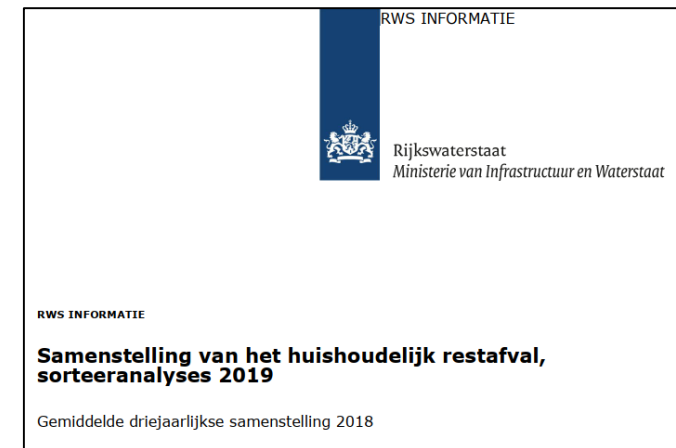 RWS INFORMATIE
Rijkswaterstaat
Ministerie van Infrastructuur en Waterstaat
RWS INFORMATIE
Samenstelling van het huishoudelijk restafval,
sorteeranalyses 2019
Gemiddelde driejaarlijkse samenstelling 2018